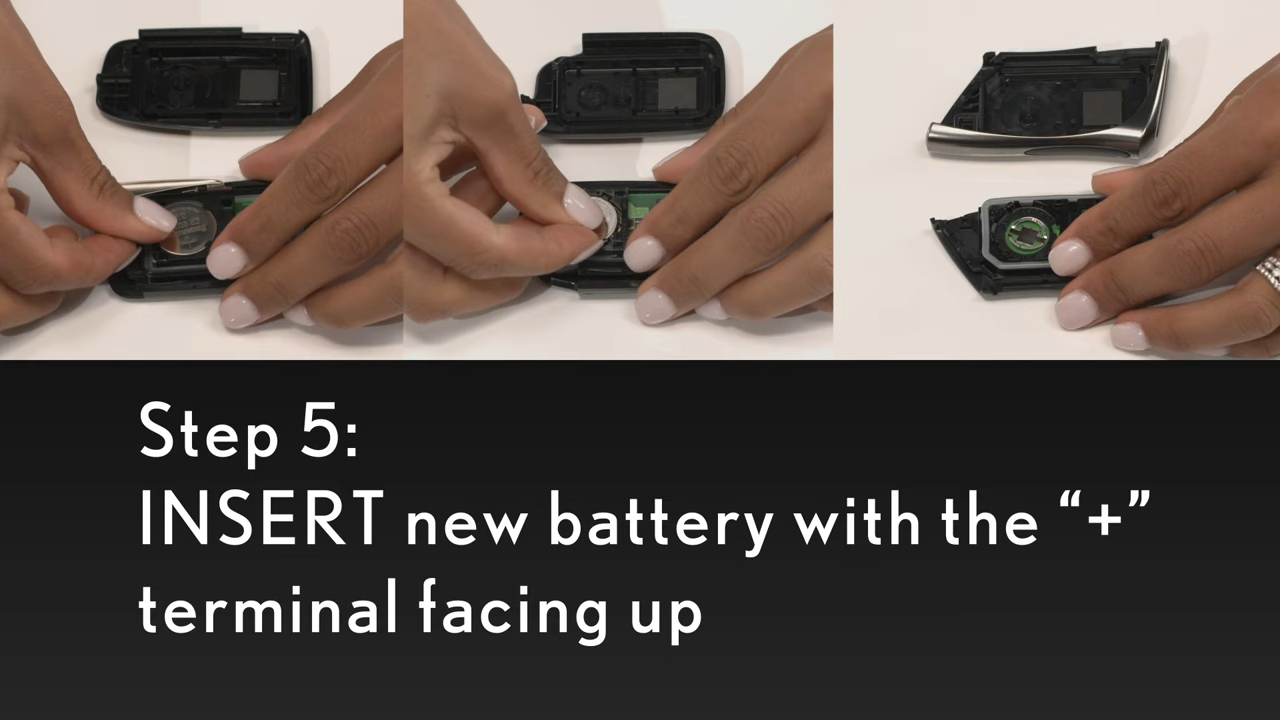 Step 5:
INSERT new battery with the “+”
terminal facing up